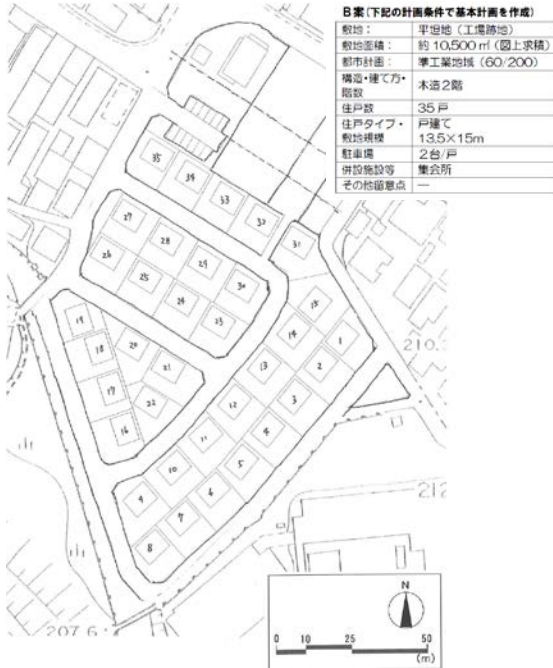 B案(下記の計画条件で基本計画を作成)
敷地: 平坦地(工場跡地)
敷地面積: 約10,500㎡(図上求積)
都市計画: 準工業地域(60/200)
構造・建て方・階数 木造2階
住戸数 35戸
住戸タイプ・敷地規模 戸建て 13.5×15m
駐車場 2台/戸
併設施設等 集会所
その他留意点 —
35
34
33
32
31
27
28
29
30
26
25
24
23
19
18
20
21
17
22
16
15
14
1
13
2
12
3
11
4
10
5
9
6
7
8
210.
212
207.6
N
0 10 25 50
(m)